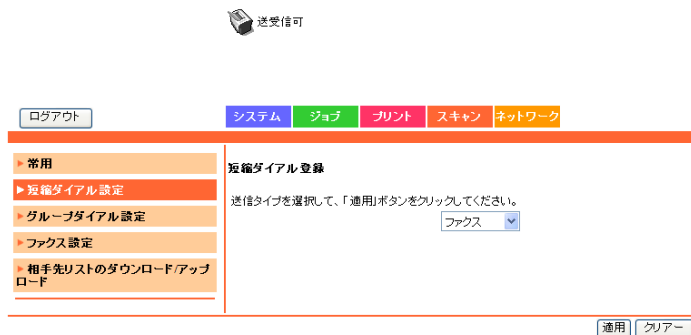 送受信可
ログアウト
システム ジョブ プリント スキャン ネットワーク
常用
短縮ダイアル設定
グループダイアル設定
ファクス設定
相手先リストのダウンロード/アップ
ロード
短縮ダイアル登録
送信タイプを選択して、「適用」ボタンをクリックしてください。
ファクス
適用 クリアー